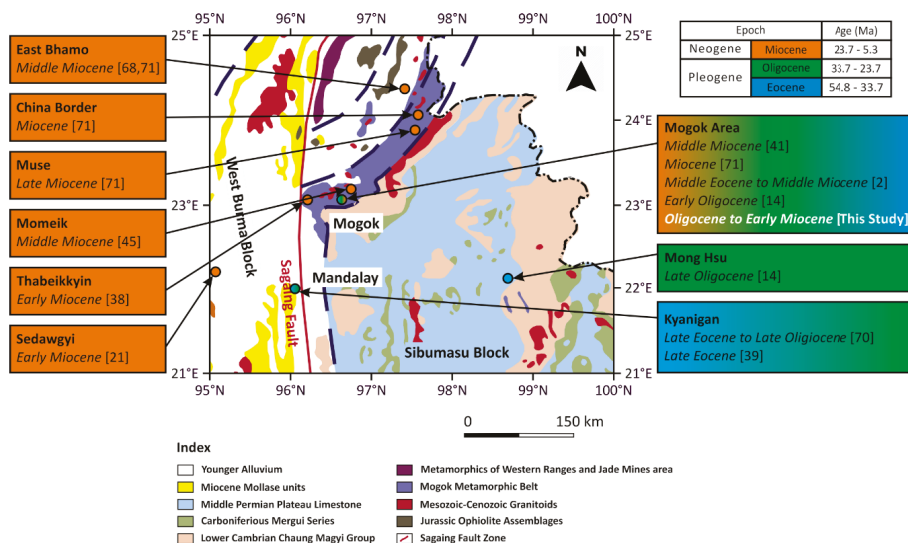 95°N 96°N 97°N 98°N 99°N 100°N
25°E 25°E
24°E 24°E
23°E 23°E
22°E 22°E
21°E 21°E
95°N 96°N 97°N 98°N 99°N 100°N
N
East Bhamo
Middle Miocene [68,71]
China Border
Miocene [71]
Muse
Late Miocene [71]
Momeik
Middle Miocene [45]
Thabeikkyin
Early Miocene [38]
Sedawgyi
Early Miocene [21]
West Burma Block
Sagaing Fault
Mogok
Mandalay
Sibumasu Block
Epoch Age (Ma)
Neogene Miocene 23.7 - 5.3
Pleogene Oligocene 33.7 - 23.7
Eocene 54.8 - 33.7
Mogok Area
Middle Miocene [41]
Miocene [71]
Middle Eocene to Middle Miocene [2]
Early Oligocene [14]
Oligocene to Early Miocene [This Study]
Mong Hsu
Late Oligocene [14]
Kyanigan
Late Eocene to Late Oligiocene [70]
Late Eocene [39]
0 150 km
Index
Younger Alluvium
Miocene Mollase units
Middle Permian Plateau Limestone
Carboniferious Mergui Series
Lower Cambrian Chaung Magyi Group
Metamorphics of Western Ranges and Jade Mines area
Mogok Metamorphic Belt
Mesozoic-Cenozoic Granitoids
Jurassic Ophiolite Assemblages
Sagaing Fault Zone